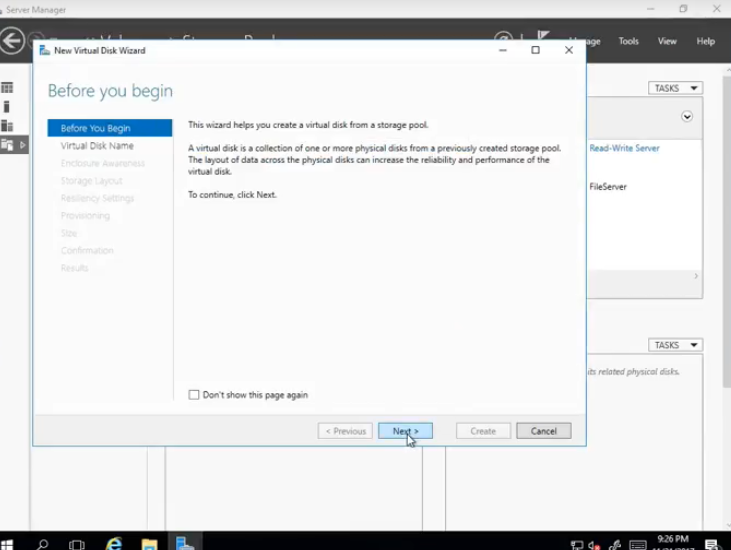 Server Manager
New Virtual Disk Wizard
Manage
Tools
View
Help
Before you begin
Before You Begin
Virtual Disk Name
Enclosure Awareness
Storage Layout
Resiliency Settings
Provisioning
Size
Confirmation
Results
This wizard helps you create a virtual disk from a storage pool.
A virtual disk is a collection of one or more physical disks from a previously created storage pool.
The layout of data across the physical disks can increase the reliability and performance of the
virtual disk.
To continue, click Next.
Don't show this page again
< Previous
Next >
Create
Cancel
TASKS
Read-Write Server
FileServer
TASKS
its related physical disks.
9:26 PM